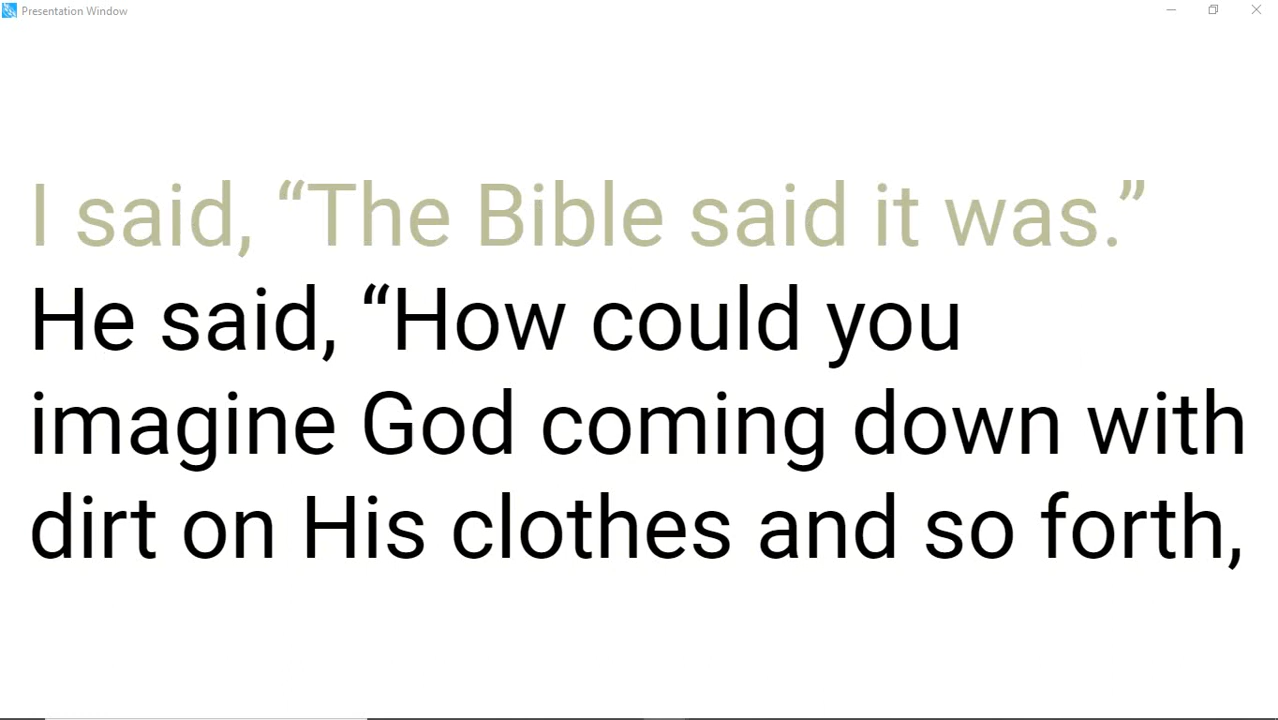 Presentation Window
I said, “The Bible said it was.”
He said, “How could you
imagine God coming down with
dirt on His clothes and so forth,